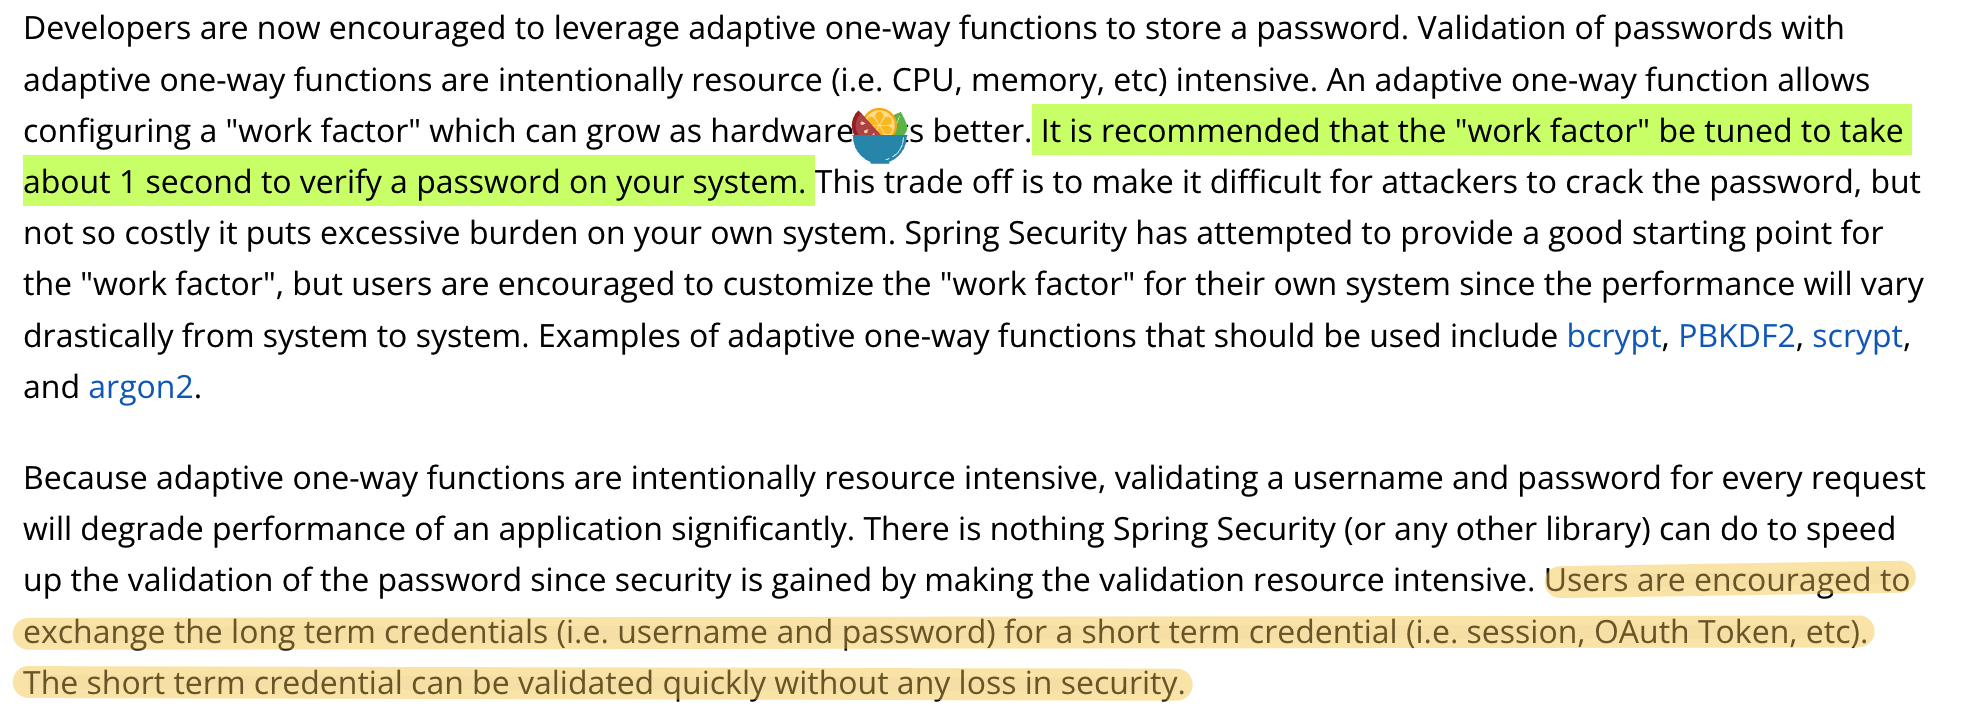 Developers are now encouraged to leverage adaptive one-way functions to store a password. Validation of passwords with
adaptive one-way functions are intentionally resource (i.e. CPU, memory, etc) intensive. An adaptive one-way function allows
configuring a "work factor" which can grow as hardware better. It is recommended that the "work factor" be tuned to take
about 1 second to verify a password on your system. This trade off is to make it difficult for attackers to crack the password, but
not so costly it puts excessive burden on your own system. Spring Security has attempted to provide a good starting point for
the "work factor", but users are encouraged to customize the "work factor" for their own system since the performance will vary
drastically from system to system. Examples of adaptive one-way functions that should be used include bcrypt, PBKDF2, scrypt,
and argon2.
Because adaptive one-way functions are intentionally resource intensive, validating a username and password for every request
will degrade performance of an application significantly. There is nothing Spring Security (or any other library) can do to speed
up the validation of the password since security is gained by making the validation resource intensive. Users are encouraged to
exchange the long term credentials (i.e. username and password) for a short term credential (i.e. session, OAuth Token, etc).
The short term credential can be validated quickly without any loss in security.